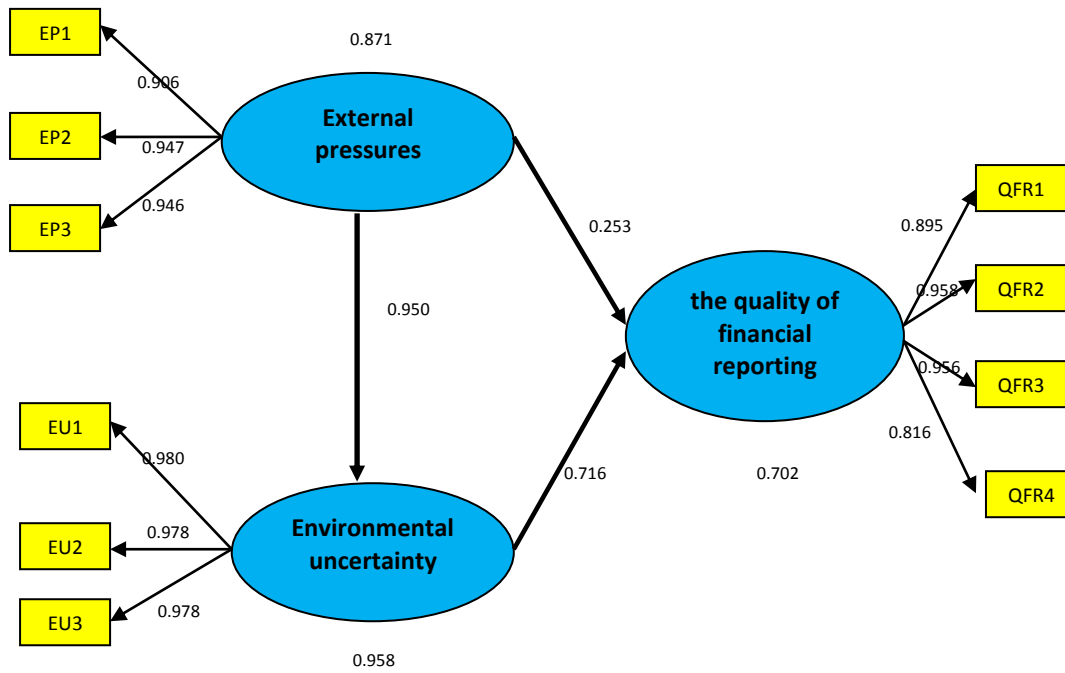 EP1
0.871
0.906
External
pressures
EP2
0.947
0.946
EP3
QFR1
0.895
0.253
the quality of
financial
reporting
0.958
QFR2
0.950
0.956
QFR3
EU1
0.816
0.980
0.716
0.702
QFR4
Environmental
uncertainty
EU2
0.978
0.978
EU3
0.958